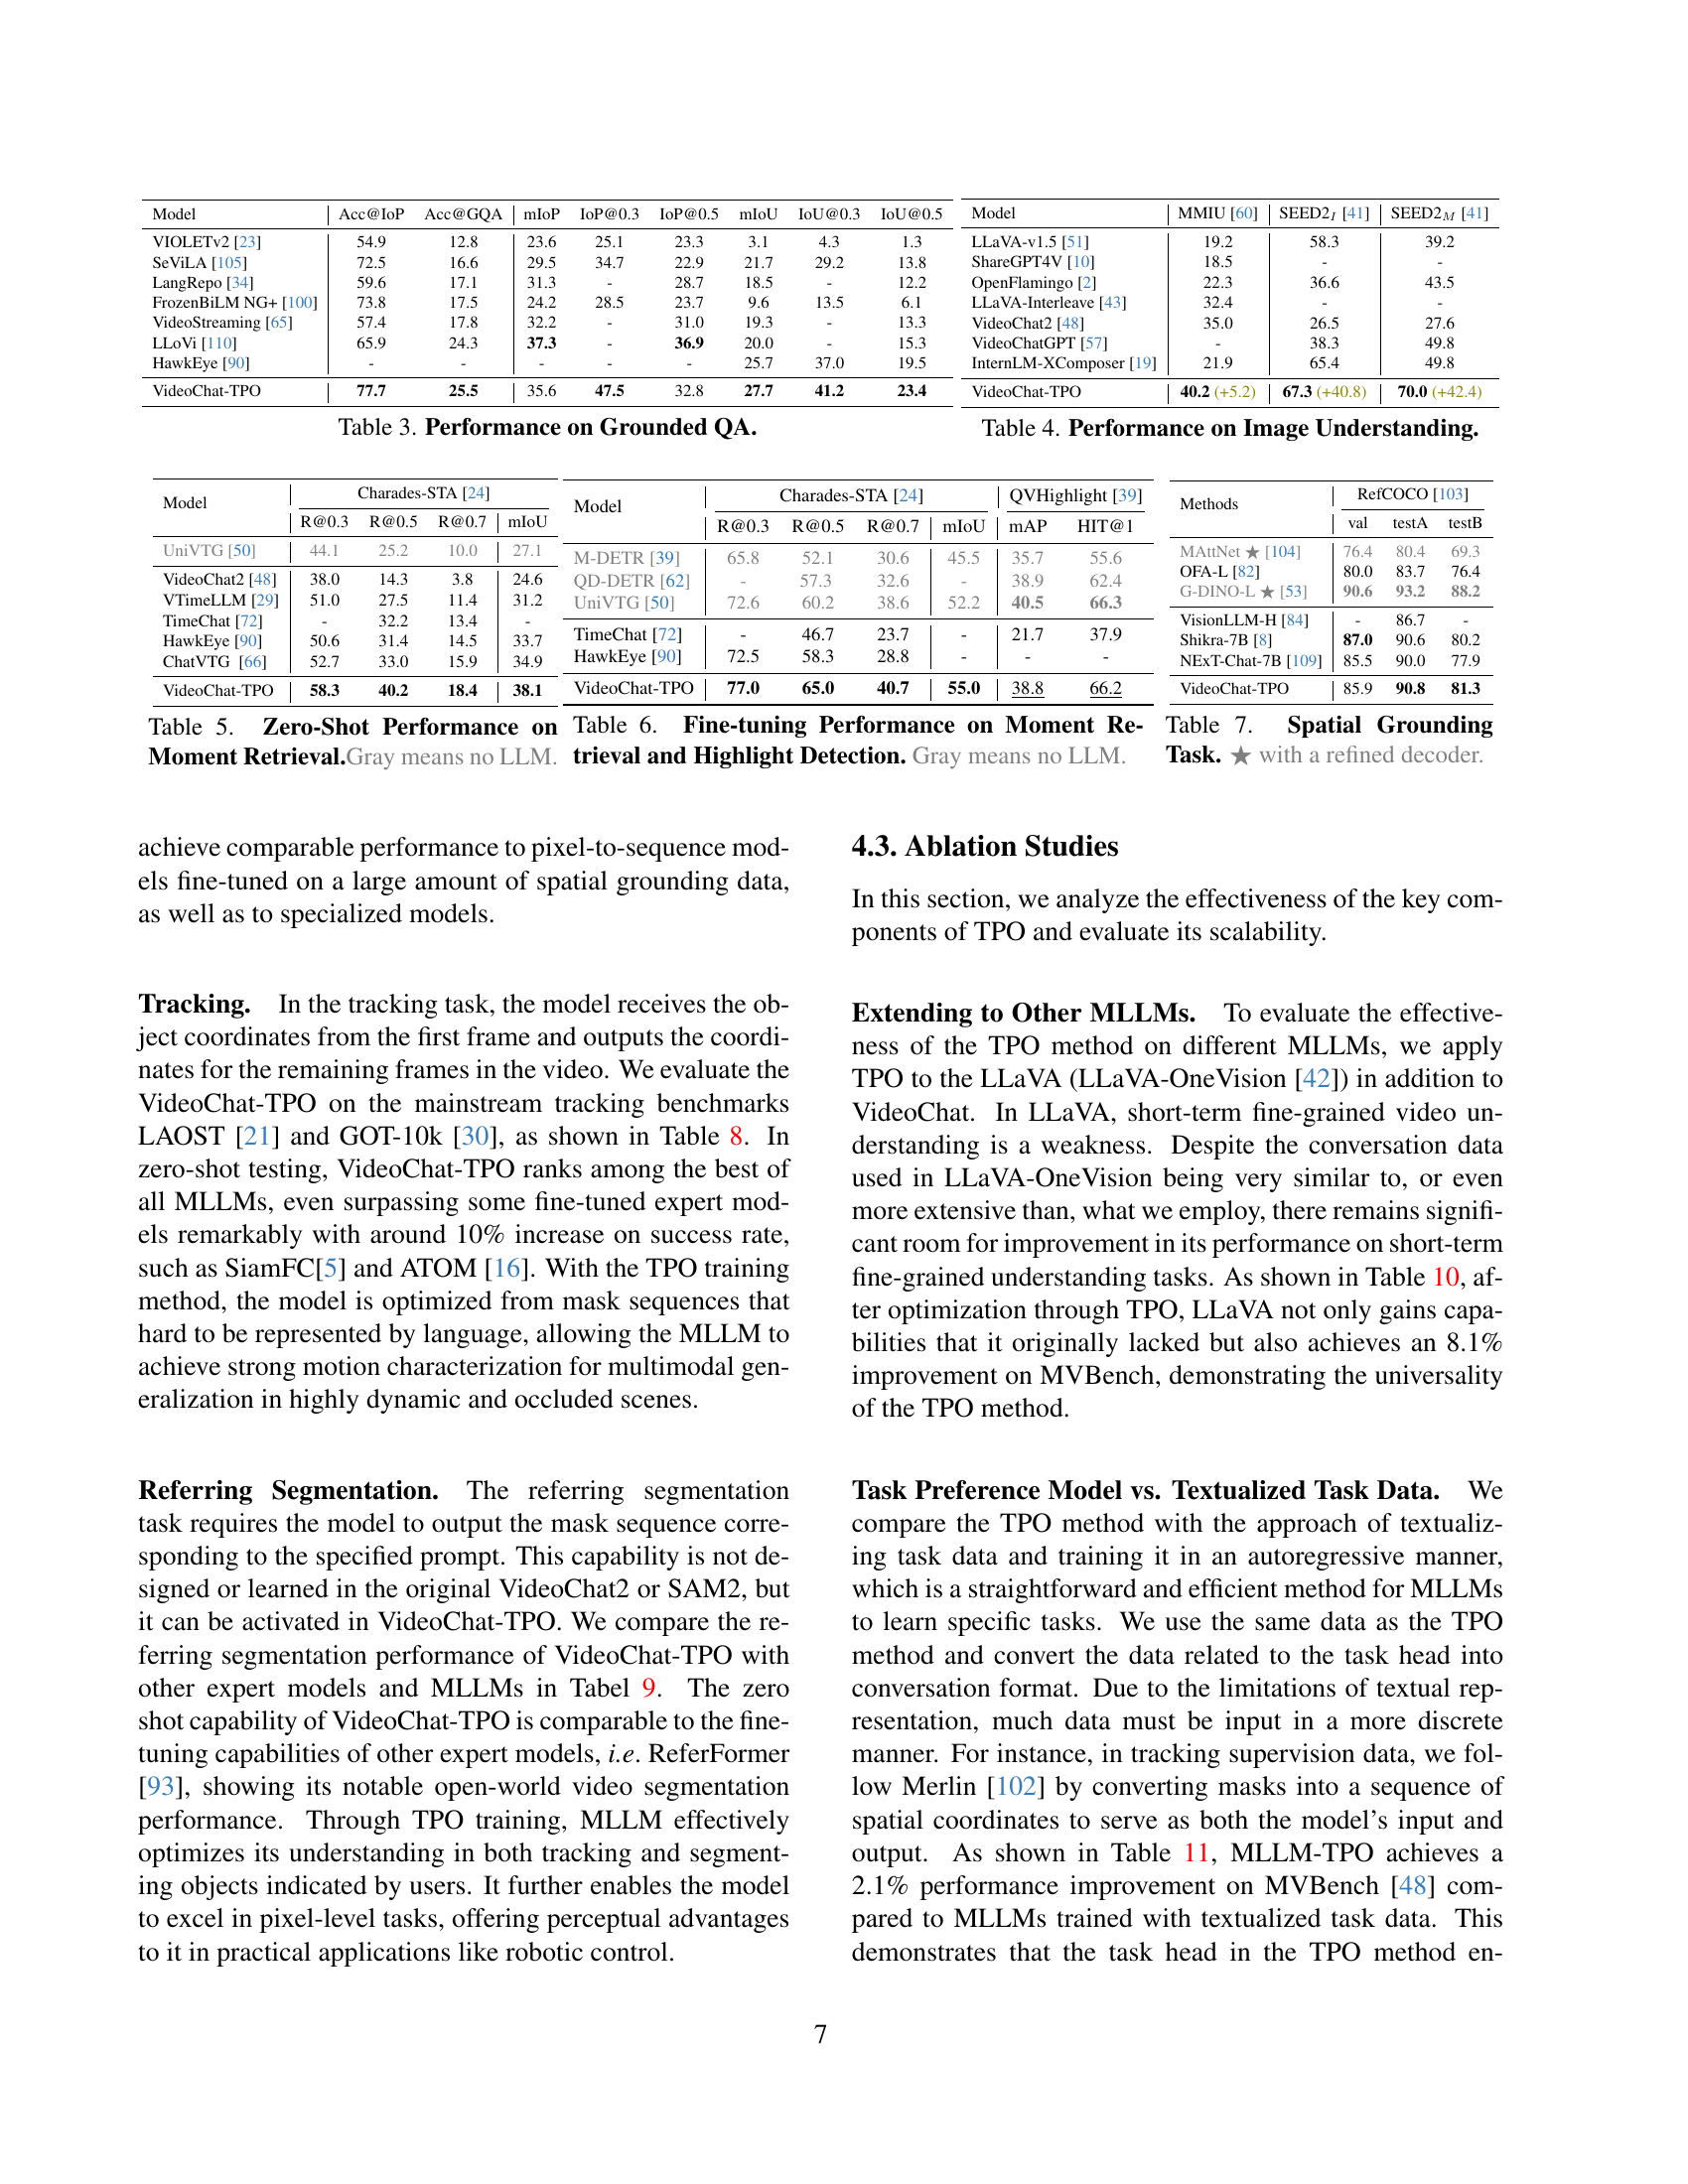 Model Acc@IoP Acc@GQA mIoP IoP@0.3 IoP@0.5 mIoU IoU@0.3 IoU@0.5
VIOLETv2 [23] 54.9 12.8 23.6 25.1 23.3 3.1 4.3 1.3
SeViLA [105] 72.5 16.6 29.5 34.7 22.9 21.7 29.2 13.8
LangRepo [34] 59.6 17.1 31.3 - 28.7 18.5 - 12.2
FrozenBiLM NG+ [100] 73.8 17.5 24.2 28.5 23.7 9.6 13.5 6.1
VideoStreaming [65] 57.4 17.8 32.2 - 31.0 19.3 - 13.3
LLoVi [110] 65.9 24.3 37.3 - 36.9 20.0 - 15.3
HawkEye [90] - - - - - 25.7 37.0 19.5
VideoChat-TPO 77.7 25.5 35.6 47.5 32.8 27.7 41.2 23.4
Table 3. Performance on Grounded QA.
Model MMIU [60] SEED2I [41] SEED2M [41]
LLaVA-v1.5 [51] 19.2 58.3 39.2
ShareGPT4V [10] 18.5 - -
OpenFlamingo [2] 22.3 36.6 43.5
LLaVA-Interleave [43] 32.4 - -
VideoChat2 [48] 35.0 26.5 27.6
VideoChatGPT [57] - 38.3 49.8
InternLM-XComposer [19] 21.9 65.4 49.8
VideoChat-TPO 40.2 (+5.2) 67.3 (+40.8) 70.0 (+42.4)
Table 4. Performance on Image Understanding.
Model Charades-STA [24]
R@0.3 R@0.5 R@0.7 mIoU
UniVTG [50] 44.1 25.2 10.0 27.1
VideoChat2 [48] 38.0 14.3 3.8 24.6
VTimeLLM [29] 51.0 27.5 11.4 31.2
TimeChat [72] - 32.2 13.4 -
HawkEye [90] 50.6 31.4 14.5 33.7
ChatVTG [66] 52.7 33.0 15.9 34.9
VideoChat-TPO 58.3 40.2 18.4 38.1
Table 5. Zero-Shot Performance on
Moment Retrieval.Gray means no LLM.
Model Charades-STA [24] QVHighlight [39]
R@0.3 R@0.5 R@0.7 mIoU mAP HIT@1
M-DETR [39] 65.8 52.1 30.6 45.5 35.7 55.6
QD-DETR [62] - 57.3 32.6 - 38.9 62.4
UniVTG [50] 72.6 60.2 38.6 52.2 40.5 66.3
TimeChat [72] - 46.7 23.7 - 21.7 37.9
HawkEye [90] 72.5 58.3 28.8 - - -
VideoChat-TPO 77.0 65.0 40.7 55.0 38.8 66.2
Table 6. Fine-tuning Performance on Moment Re-
trieval and Highlight Detection. Gray means no LLM.
Methods RefCOCO [103]
val testA testB
MAttNet ★ [104] 76.4 80.4 69.3
OFA-L [82] 80.0 83.7 76.4
G-DINO-L ★ [53] 90.6 93.2 88.2
VisionLLM-H [84] - 86.7 -
Shikra-7B [8] 87.0 90.6 80.2
NExT-Chat-7B [109] 85.5 90.0 77.9
VideoChat-TPO 85.9 90.8 81.3
Table 7. Spatial Grounding
Task. ★ with a refined decoder.
achieve comparable performance to pixel-to-sequence mod-
els fine-tuned on a large amount of spatial grounding data,
as well as to specialized models.
Tracking. In the tracking task, the model receives the ob-
ject coordinates from the first frame and outputs the coordi-
nates for the remaining frames in the video. We evaluate the
VideoChat-TPO on the mainstream tracking benchmarks
LAOST [21] and GOT-10k [30], as shown in Table 8. In
zero-shot testing, VideoChat-TPO ranks among the best of
all MLLMs, even surpassing some fine-tuned expert mod-
els remarkably with around 10% increase on success rate,
such as SiamFC[5] and ATOM [16]. With the TPO training
method, the model is optimized from mask sequences that
hard to be represented by language, allowing the MLLM to
achieve strong motion characterization for multimodal gen-
eralization in highly dynamic and occluded scenes.
Referring Segmentation. The referring segmentation
task requires the model to output the mask sequence corre-
sponding to the specified prompt. This capability is not de-
signed or learned in the original VideoChat2 or SAM2, but
it can be activated in VideoChat-TPO. We compare the re-
ferring segmentation performance of VideoChat-TPO with
other expert models and MLLMs in Tabel 9. The zero
shot capability of VideoChat-TPO is comparable to the fine-
tuning capabilities of other expert models, i.e. ReferFormer
[93], showing its notable open-world video segmentation
performance. Through TPO training, MLLM effectively
optimizes its understanding in both tracking and segment-
ing objects indicated by users. It further enables the model
to excel in pixel-level tasks, offering perceptual advantages
to it in practical applications like robotic control.
4.3. Ablation Studies
In this section, we analyze the effectiveness of the key com-
ponents of TPO and evaluate its scalability.
Extending to Other MLLMs. To evaluate the effective-
ness of the TPO method on different MLLMs, we apply
TPO to the LLaVA (LLaVA-OneVision [42]) in addition to
VideoChat. In LLaVA, short-term fine-grained video un-
derstanding is a weakness. Despite the conversation data
used in LLaVA-OneVision being very similar to, or even
more extensive than, what we employ, there remains signifi-
cant room for improvement in its performance on short-term
fine-grained understanding tasks. As shown in Table 10, af-
ter optimization through TPO, LLaVA not only gains capa-
bilities that it originally lacked but also achieves an 8.1%
improvement on MVBench, demonstrating the universality
of the TPO method.
Task Preference Model vs. Textualized Task Data. We
compare the TPO method with the approach of textualiz-
ing task data and training it in an autoregressive manner,
which is a straightforward and efficient method for MLLMs
to learn specific tasks. We use the same data as the TPO
method and convert the data related to the task head into
conversation format. Due to the limitations of textual rep-
resentation, much data must be input in a more discrete
manner. For instance, in tracking supervision data, we fol-
low Merlin [102] by converting masks into a sequence of
spatial coordinates to serve as both the model's input and
output. As shown in Table 11, MLLM-TPO achieves a
2.1% performance improvement on MVBench [48] com-
pared to MLLMs trained with textualized task data. This
demonstrates that the task head in the TPO method en-
7